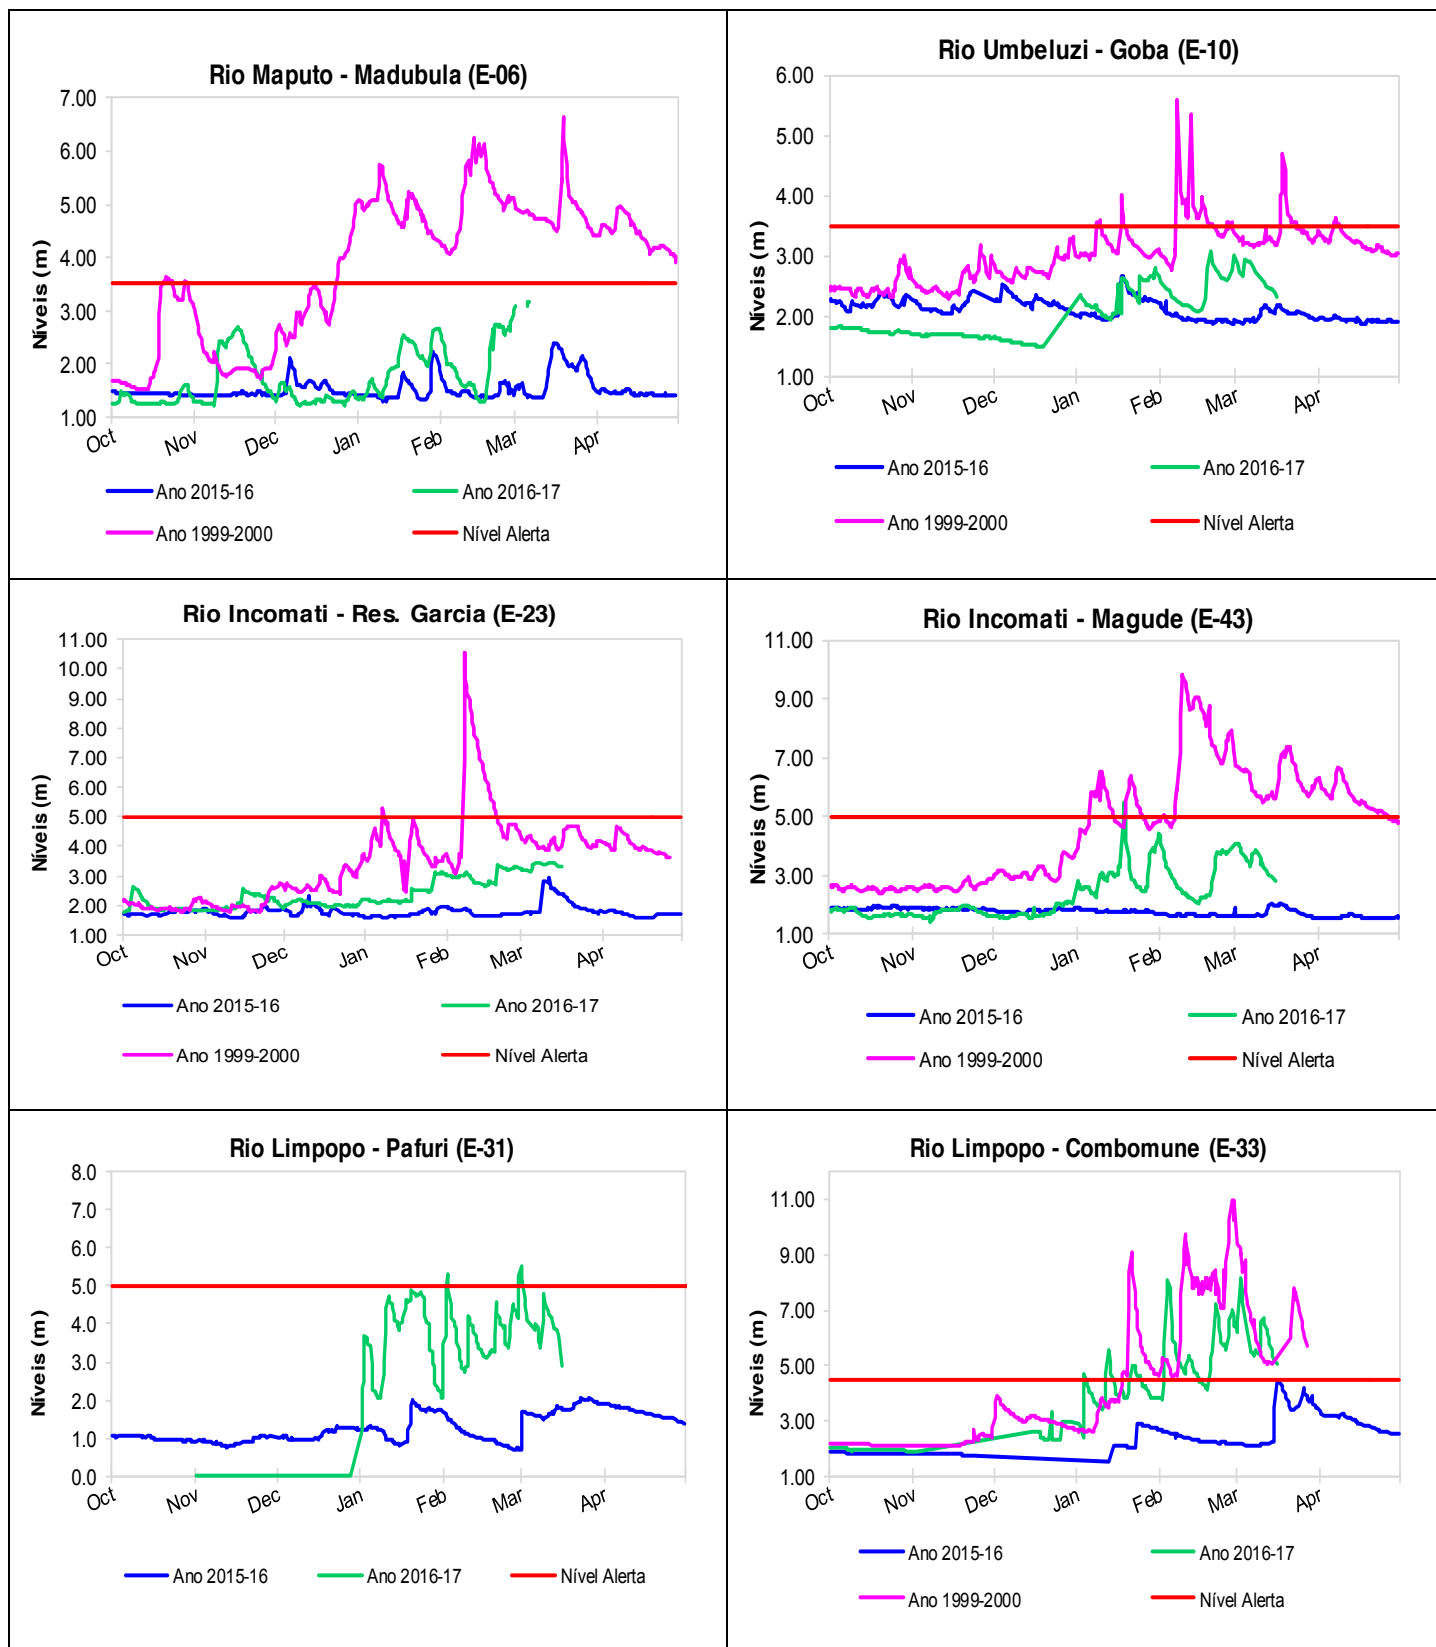 Rio Maputo - Madubula (E-06)
Níveis (m)
7.00
6.00
5.00
4.00
3.00
2.00
1.00
Oct Nov Dec Jan Feb Mar Apr
Ano 2015-16 Ano 2016-17
Ano 1999-2000 Nível Alerta
Rio Umbeluzi - Goba (E-10)
Níveis (m)
6.00
5.00
4.00
3.00
2.00
1.00
Oct Nov Dec Jan Feb Mar Apr
Ano 2015-16 Ano 2016-17
Ano 1999-2000 Nível Alerta
Rio Incomati - Res. Garcia (E-23)
Níveis (m)
11.00
10.00
9.00
8.00
7.00
6.00
5.00
4.00
3.00
2.00
1.00
Oct Nov Dec Jan Feb Mar Apr
Ano 2015-16 Ano 2016-17
Ano 1999-2000 Nível Alerta
Rio Incomati - Magude (E-43)
Níveis (m)
11.00
9.00
7.00
5.00
3.00
1.00
Oct Nov Dec Jan Feb Mar Apr
Ano 2015-16 Ano 2016-17
Ano 1999-2000 Nível Alerta
Rio Limpopo - Pafuri (E-31)
Níveis (m)
8.0
7.0
6.0
5.0
4.0
3.0
2.0
1.0
0.0
Oct Nov Dec Jan Feb Mar Apr
Ano 2015-16 Ano 2016-17 Nível Alerta
Rio Limpopo - Combomune (E-33)
Níveis (m)
11.00
9.00
7.00
5.00
3.00
1.00
Oct Nov Dec Jan Feb Mar Apr
Ano 2015-16 Ano 2016-17
Ano 1999-2000 Nível Alerta